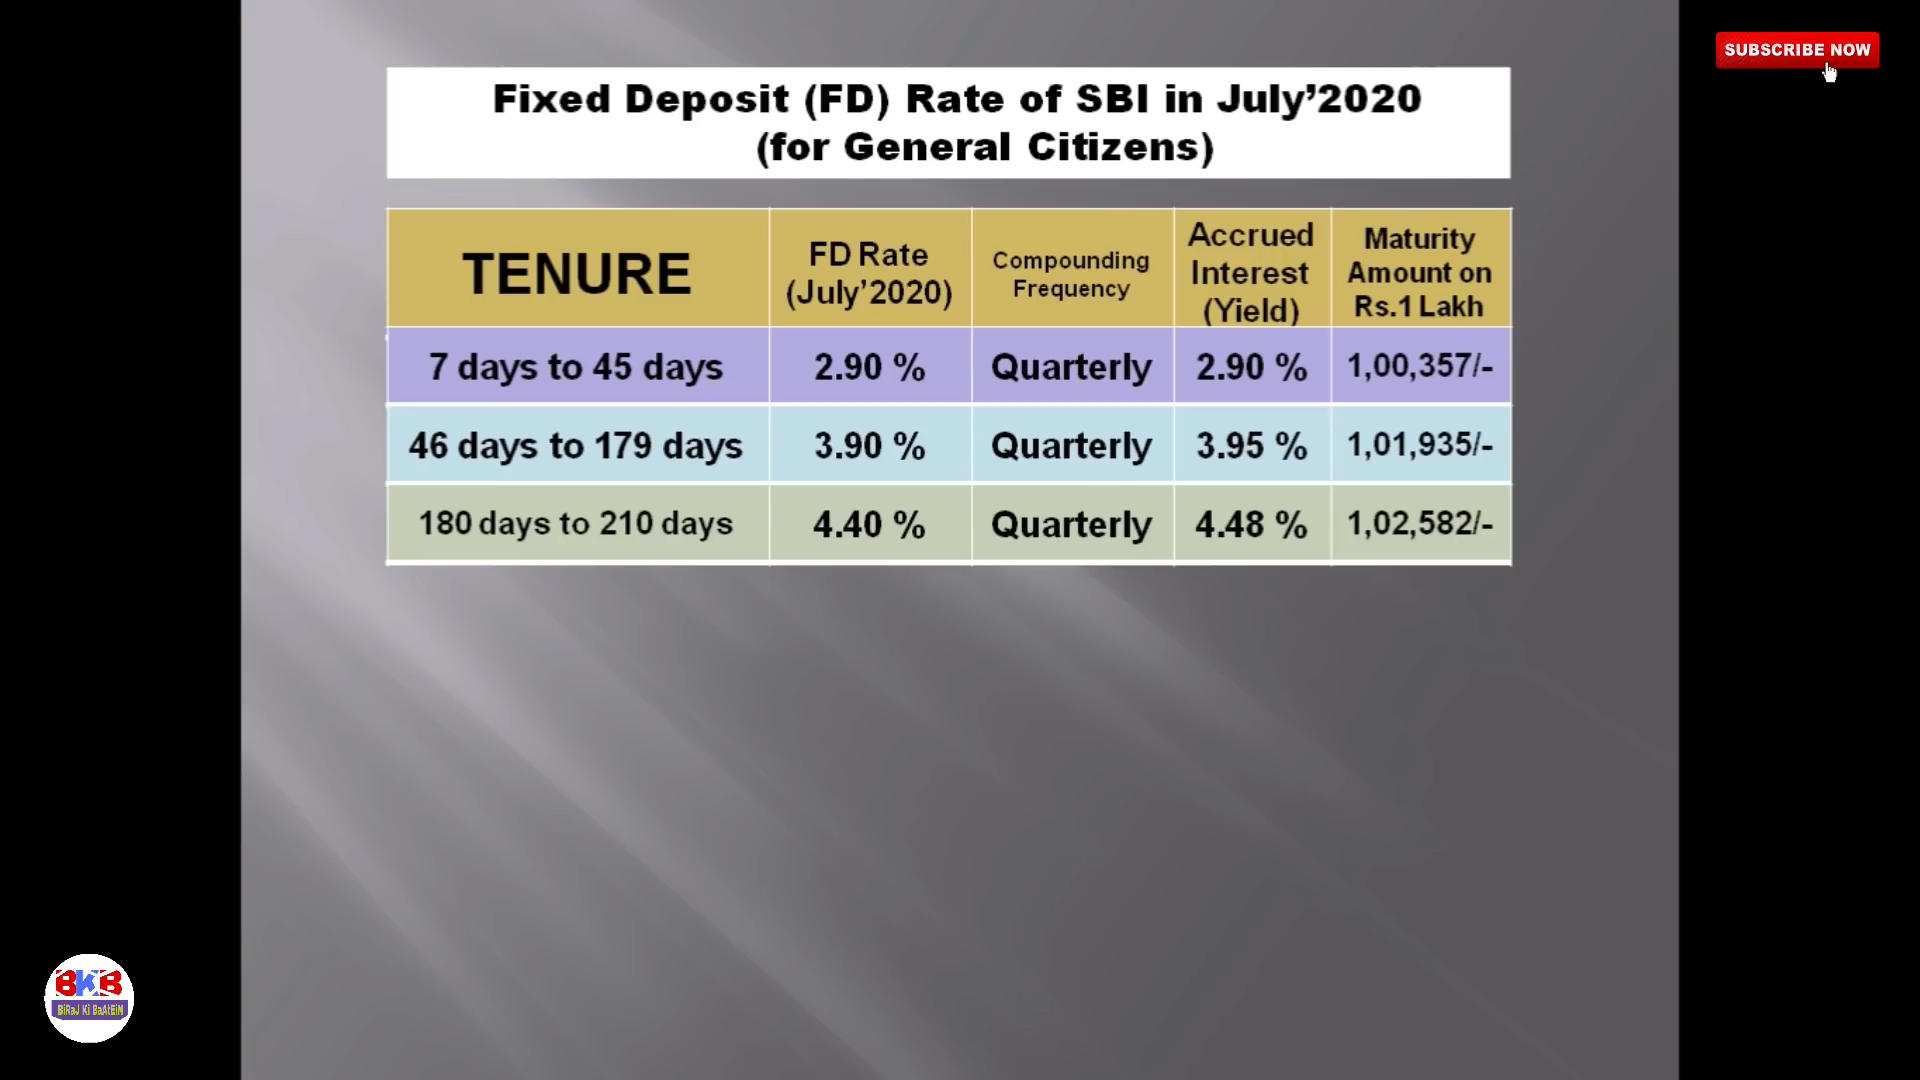 SUBSCRIBE NOW
Fixed Deposit (FD) Rate of SBI in July’2020
(for General Citizens)
TENURE
FD Rate
(July’2020)
Compounding
Frequency
Accrued
Interest
(Yield)
Maturity
Amount on
Rs.1 Lakh
7 days to 45 days 2.90 % Quarterly 2.90 % 1,00,357/-
46 days to 179 days 3.90 % Quarterly 3.95 % 1,01,935/-
180 days to 210 days 4.40 % Quarterly 4.48 % 1,02,582/-
BKB
BiRaJ Ki BaAtEiN